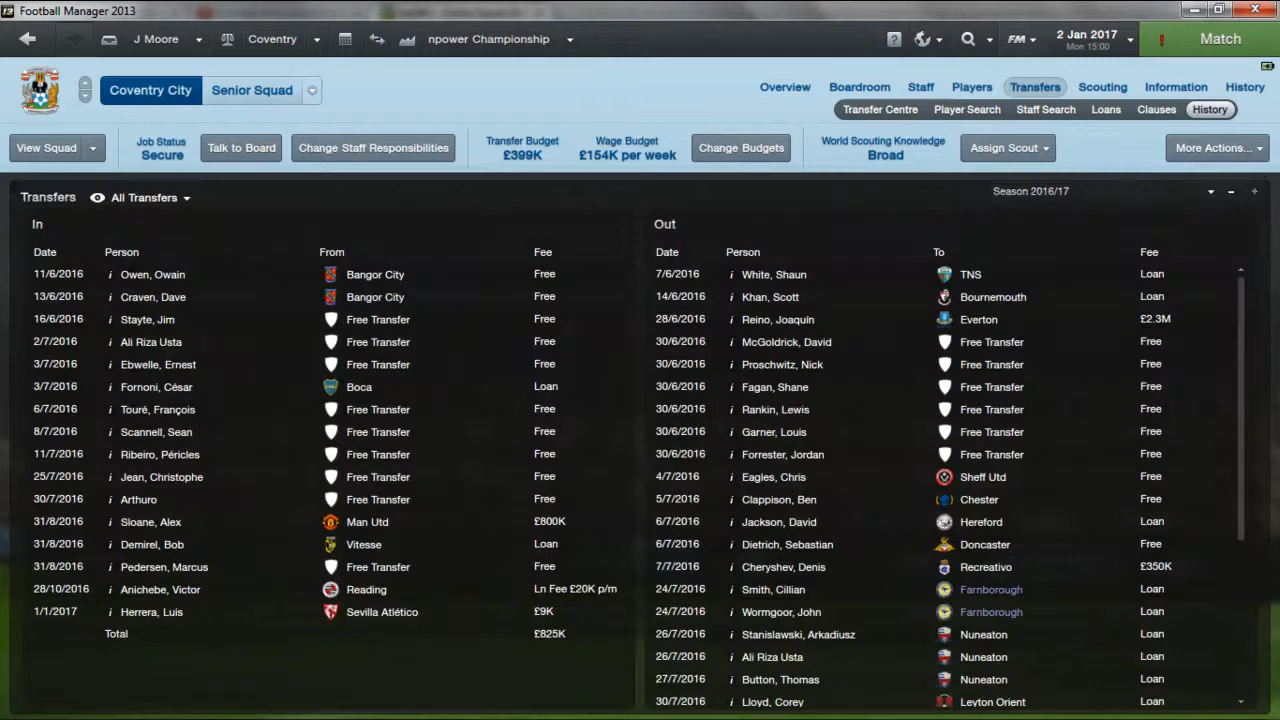 Football Manager 2013
J Moore
Coventry
npower Championship
FM
2 Jan 2017
Mon 15:00
Match
Coventry City
Senior Squad
Overview Boardroom Staff Players Transfers Scouting Information History
Transfer Centre Player Search Staff Search Loans Clauses History
View Squad
Job Status
Secure
Talk to Board
Change Staff Responsibilities
Transfer Budget
£399K
Wage Budget
£154K per week
Change Budgets
World Scouting Knowledge
Broad
Assign Scout
More Actions...
Transfers All Transfers
Season 2016/17
In
Date Person From Fee
11/6/2016 i Owen, Owain Bangor City Free
13/6/2016 i Craven, Dave Bangor City Free
16/6/2016 i Stayte, Jim Free Transfer Free
2/7/2016 i Ali Riza Usta Free Transfer Free
3/7/2016 i Ebwelle, Ernest Free Transfer Free
3/7/2016 i Fornoni, César Boca Loan
6/7/2016 i Touré, François Free Transfer Free
8/7/2016 i Scannell, Sean Free Transfer Free
11/7/2016 i Ribeiro, Péricles Free Transfer Free
25/7/2016 i Jean, Christophe Free Transfer Free
30/7/2016 i Arthuro Free Transfer Free
31/8/2016 i Sloane, Alex Man Utd £800K
31/8/2016 i Demirel, Bob Vitesse Loan
31/8/2016 i Pedersen, Marcus Free Transfer Free
28/10/2016 i Anichebe, Victor Reading Ln Fee £20K p/m
1/1/2017 i Herrera, Luis Sevilla Atlético £9K
Total £825K
Out
Date Person To Fee
7/6/2016 i White, Shaun TNS Loan
14/6/2016 i Khan, Scott Bournemouth Loan
28/6/2016 i Reino, Joaquín Everton £2.3M
30/6/2016 i McGoldrick, David Free Transfer Free
30/6/2016 i Proschwitz, Nick Free Transfer Free
30/6/2016 i Fagan, Shane Free Transfer Free
30/6/2016 i Rankin, Lewis Free Transfer Free
30/6/2016 i Garner, Louis Free Transfer Free
30/6/2016 i Forrester, Jordan Free Transfer Free
4/7/2016 i Eagles, Chris Sheff Utd Free
5/7/2016 i Clappison, Ben Chester Free
6/7/2016 i Jackson, David Hereford Loan
6/7/2016 i Dietrich, Sebastian Doncaster Free
7/7/2016 i Cheryshev, Denis Recreativo £350K
24/7/2016 i Smith, Cillian Farnborough Loan
24/7/2016 i Wormgoor, John Farnborough Loan
26/7/2016 i Stanislawski, Arkadiusz Nuneaton Loan
26/7/2016 i Ali Riza Usta Nuneaton Loan
27/7/2016 i Button, Thomas Nuneaton Loan
30/7/2016 i Lloyd, Corey Leyton Orient Loan